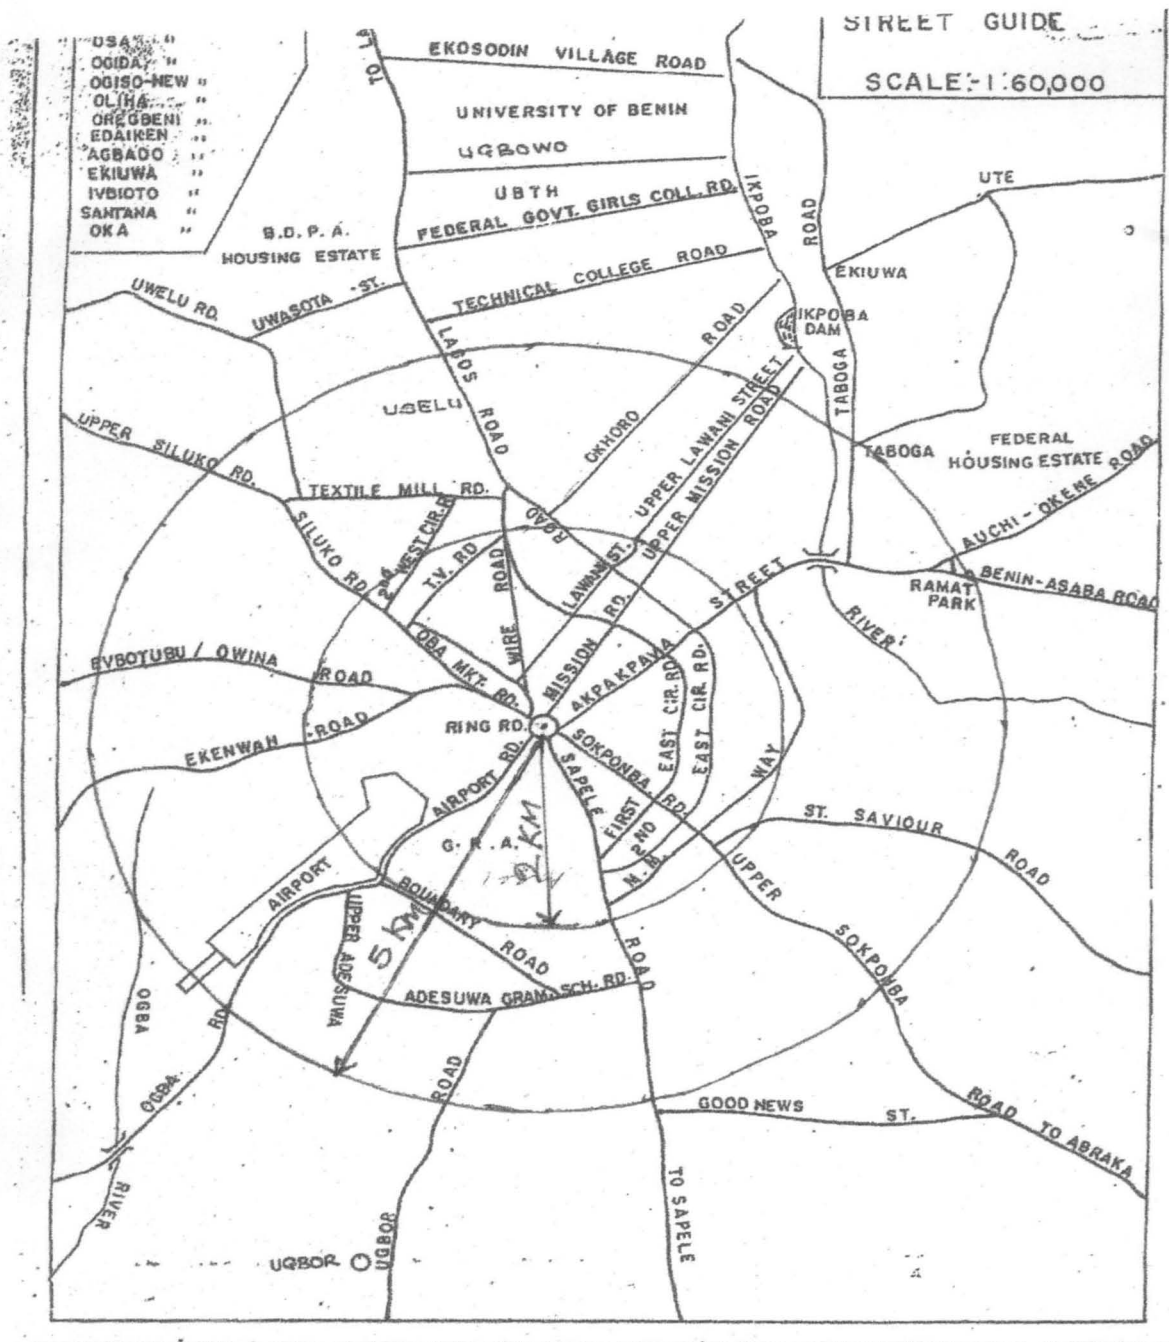 STREET GUIDE
SCALE:-1:60,000
USA "
OGIDA "
OGISO-NEW "
OLIHA "
OREGBENI "
EDAIKEN "
AGBADO "
EKIUWA "
IVBIOTO "
SANTANA "
OKA "
EKOSODIN VILLAGE ROAD
UNIVERSITY OF BENIN
UGBOWO
UBTH
FEDERAL GOVT. GIRLS COLL. RD.
TECHNICAL COLLEGE ROAD
B.D.P.A.
HOUSING ESTATE
UWELU RD.
UWASOTA ST.
LAGOS ROAD
USELU
IKPOBA
ROAD
UTE
EKIUWA
IKPOBA
DAM
TABOGA
TABOGA
OKHORO ROAD
UPPER LAWANI STREET
UPPER MISSION ROAD
FEDERAL
HOUSING ESTATE
AUCHI-OKENE ROAD
BENIN-ASABA ROAD
RAMAT
PARK
RIVER
UPPER SILUKO RD.
TEXTILE MILL RD.
SILUKO RD.
2ND WEST CIR. R
T.V. RD
WIRE ROAD
ROAD
LAWANI ST.
MISSION RD.
AKPAKPAVA STREET
OBA MKT. RD.
EVBOTUBU / OWINA ROAD
EKENWAH ROAD
RING RD.
AIRPORT RD.
SAPELE ROAD
SOKPONBA RD.
FIRST EAST CIR. RD
2ND EAST CIR. RD.
M.M. WAY
ST. SAVIOUR ROAD
UPPER SOKPOMBA ROAD TO ABRAKA
G.R.A.
2 KM
5 KM
AIRPORT
BOUNDARY ROAD
UPPER ADESUWA
ADESUWA GRAM. SCH. RD.
OGBA
OGBA RD.
RIVER
ROAD
UGBOR
UGBOR
GOOD NEWS ST.
TO SAPELE